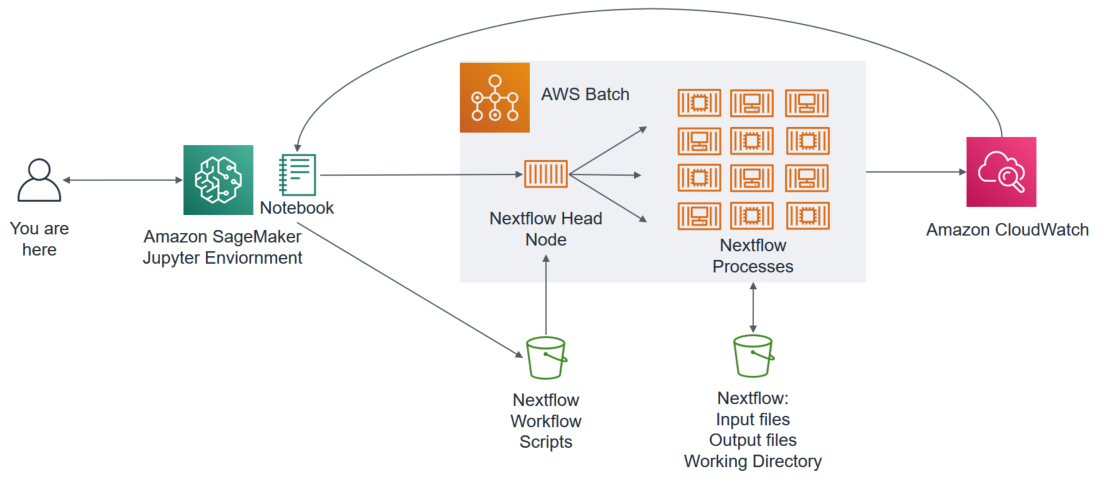 AWS Batch
You are
here
Notebook
Amazon SageMaker
Jupyter Enviornment
Nextflow Head
Node
Nextflow
Processes
Amazon CloudWatch
Nextflow
Workflow
Scripts
Nextflow:
Input files
Output files
Working Directory